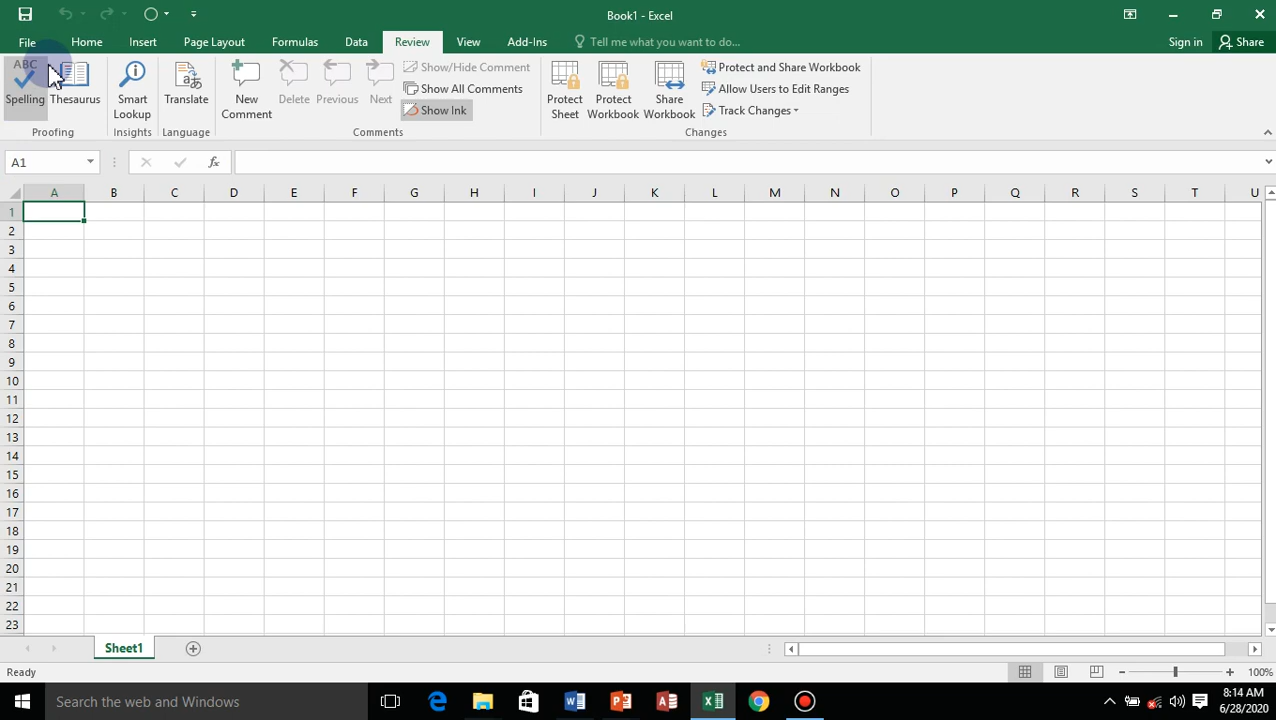 Book1 - Excel
File Home Insert Page Layout Formulas Data Review View Add-Ins Tell me what you want to do... Sign in Share
ABC
Spelling Thesaurus Smart Lookup Translate New Comment Delete Previous Next Show/Hide Comment
Show All Comments
Show Ink
Protect Sheet Protect Workbook Share Workbook Protect and Share Workbook
Allow Users to Edit Ranges
Track Changes
Proofing Insights Language Comments Changes
A1 fx
A B C D E F G H I J K L M N O P Q R S T U
1
2
3
4
5
6
7
8
9
10
11
12
13
14
15
16
17
18
19
20
21
22
23
Sheet1
Ready 100%
Search the web and Windows 8:14 AM
6/28/2020